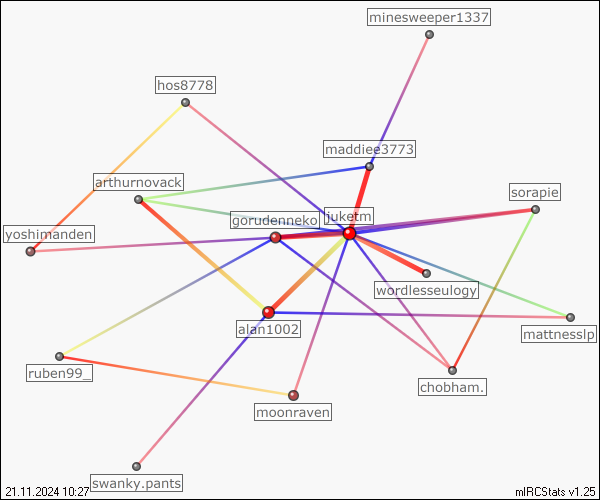 minesweeper1337
hos8778
maddiee3773
arthurnovack
sorapie
gorudenneko
juketm
yoshimanden
wordlesseulogy
alan1002
mattnesslp
ruben99_
chobham.
moonraven
swanky.pants
21.11.2024 10:27
mIRCStats v1.25